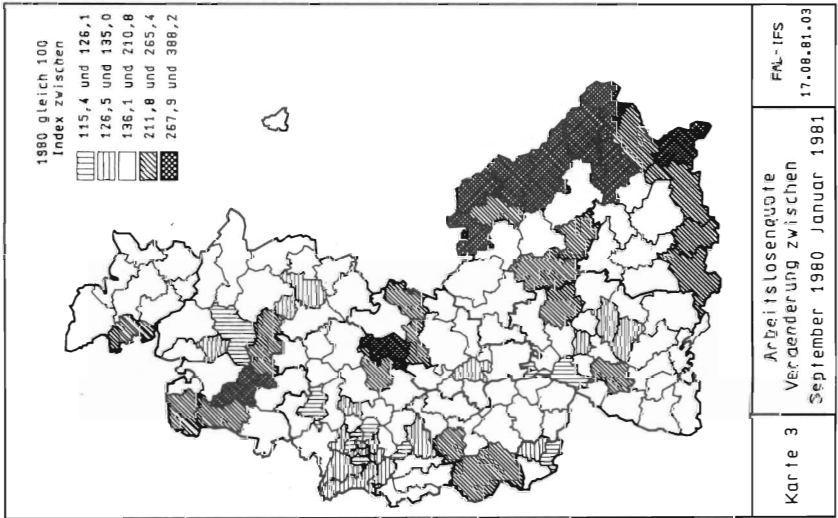 1980 gleich 100
Index zwischen
115,4 und 126,1
126,5 und 135,0
136,1 und 210,8
211,8 und 265,4
267,9 und 388,2
Karte 3
Arbeitslosenquote
Veraenderung zwischen
September 1980 Januar 1981
FAL-IFS
17.08.81.03